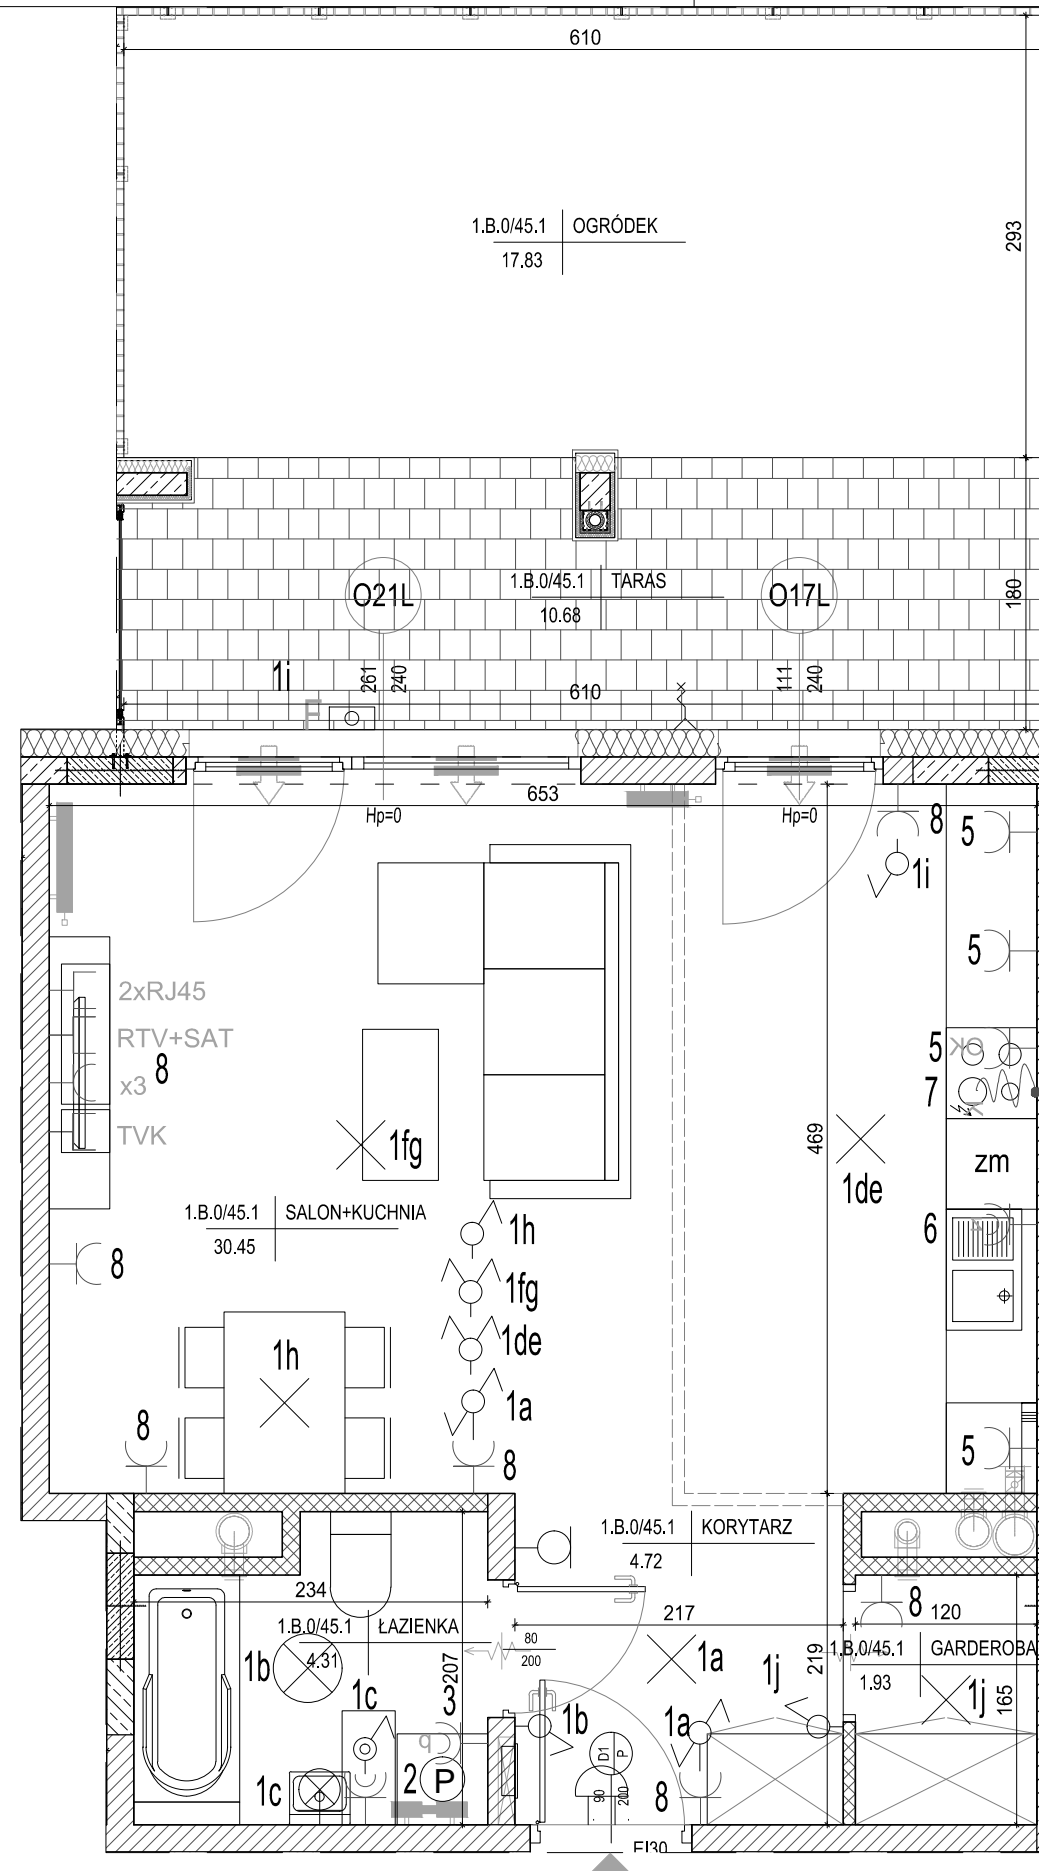 610
1.B.0/45.1 OGRÓDEK
17.83
293
O21L
1.B.0/45.1 TARAS
10.68
O17L
180
1i
261
240
610
111
240
F
653
Hp=0
Hp=0
8
5
1i
5
2xRJ45
RTV+SAT
x3 8
TVK
5
7
1fg
469
1de
zm
1.B.0/45.1 SALON+KUCHNIA
30.45
6
8
1h
1fg
1de
1a
1h
8
8
5
1.B.0/45.1 KORYTARZ
4.72
234
217
8
120
1.B.0/45.1 ŁAZIENKA
4.31
80
200
1.B.0/45.1 GARDEROBA
1.93
219
207
165
1b
1c
3
1a
1j
1j
1b
1a
2
P
1c
D1
P
90
200
8
EI30